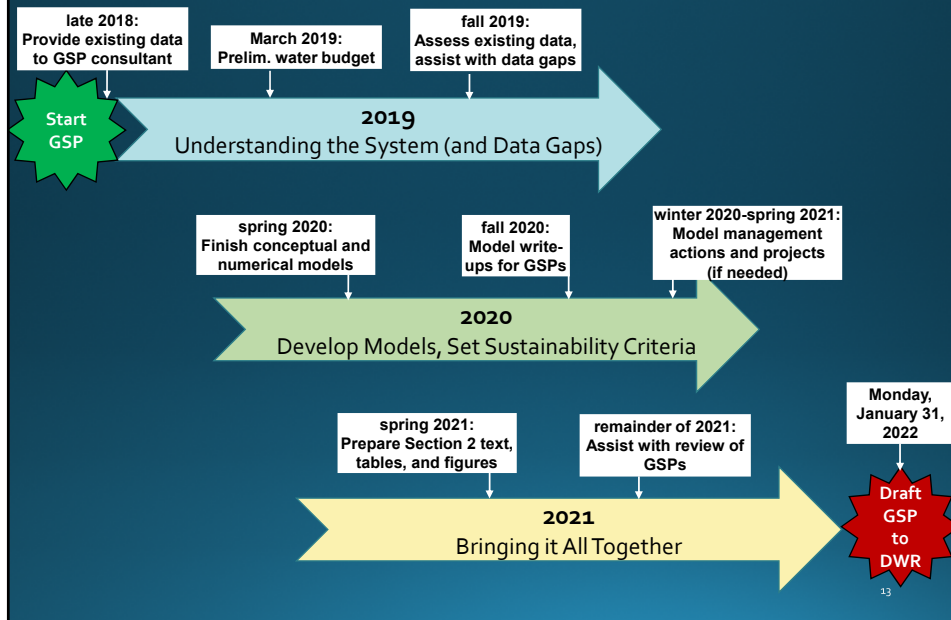 late 2018:
Provide existing data
to GSP consultant
March 2019:
Prelim. water budget
fall 2019:
Assess existing data,
assist with data gaps
Start
GSP
2019
Understanding the System (and Data Gaps)
spring 2020:
Finish conceptual and
numerical models
fall 2020:
Model write-
ups for GSPs
winter 2020-spring 2021:
Model management
actions and projects
(if needed)
2020
Develop Models, Set Sustainability Criteria
spring 2021:
Prepare Section 2 text,
tables, and figures
remainder of 2021:
Assist with review of
GSPs
Monday,
January 31,
2022
2021
Bringing it All Together
Draft
GSP
to
DWR
13